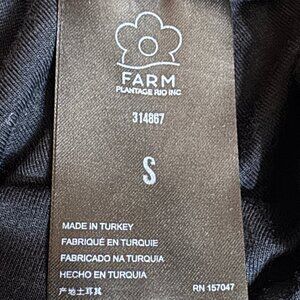 FARM
PLANTAGE RIO INC
314867
S
MADE IN TURKEY
FABRIQUÉ EN TURQUIE
FABRICADO NA TURQUIA
HECHO EN TURQUIA
产地土耳其
RN 157047